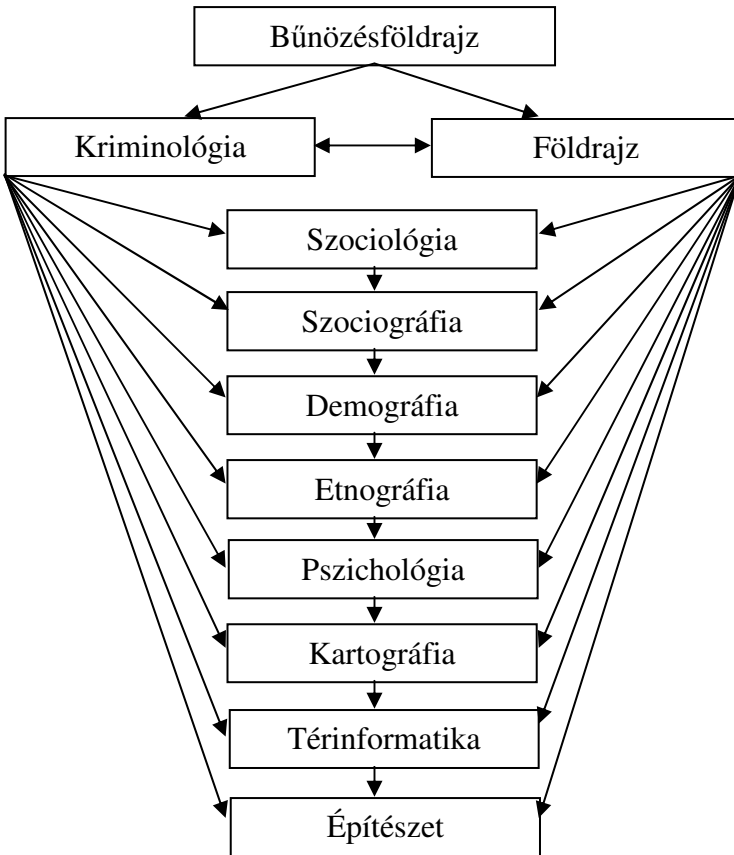 Bűnözésföldrajz
Kriminológia
Földrajz
Szociológia
Szociográfia
Demográfia
Etnográfia
Pszichológia
Kartográfia
Térinformatika
Építészet